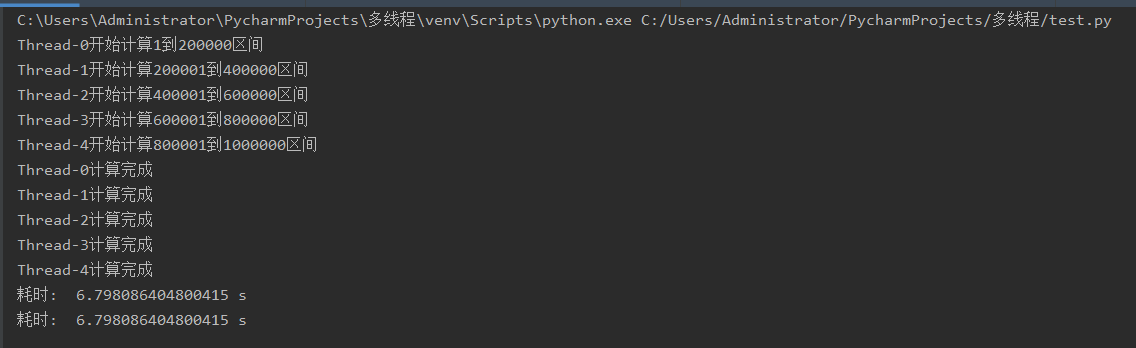 C:\Users\Administrator\PycharmProjects\多线程\venv\Scripts\python.exe C:/Users/Administrator/PycharmProjects/多线程/test.py
Thread-0开始计算1到200000区间
Thread-1开始计算200001到400000区间
Thread-2开始计算400001到600000区间
Thread-3开始计算600001到800000区间
Thread-4开始计算800001到1000000区间
Thread-0计算完成
Thread-1计算完成
Thread-2计算完成
Thread-3计算完成
Thread-4计算完成
耗时:  6.798086404800415 s
耗时:  6.798086404800415 s